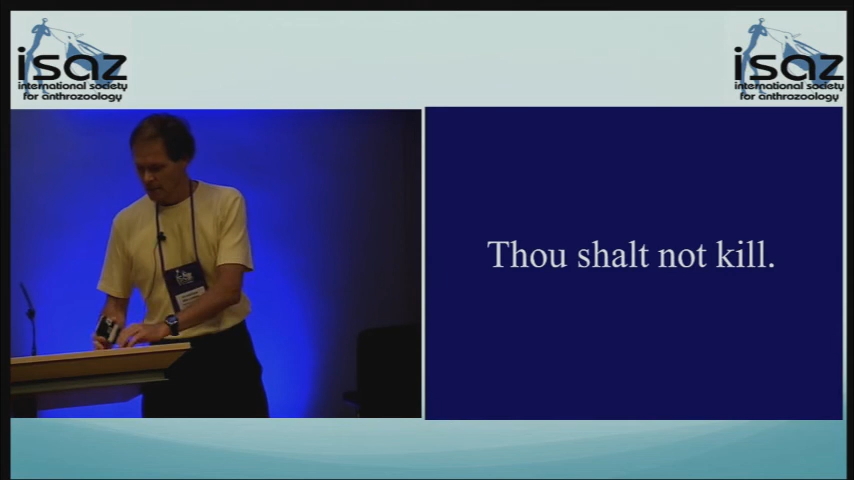 isaz
international society
for anthrozoology
isaz
international society
for anthrozoology
Thou shalt not kill.